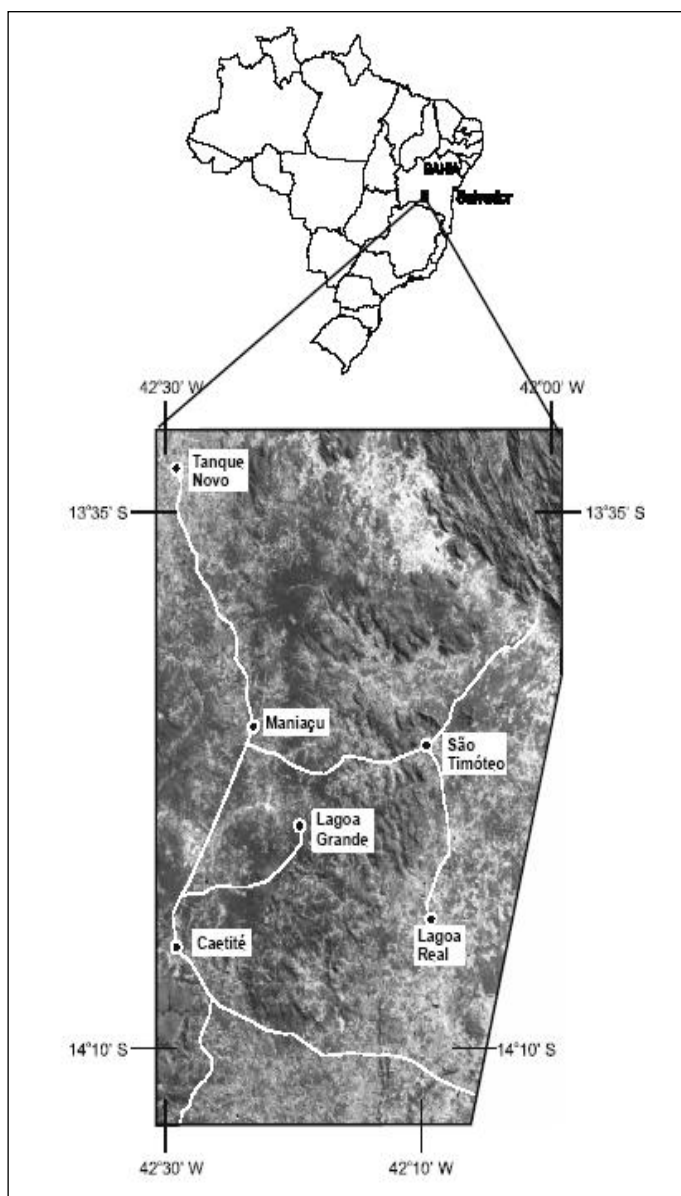 BAHIA
Salvador
42°30' W
42°00' W
Tanque
Novo
13°35' S
13°35' S
Maniaçu
São
Timóteo
Lagoa
Grande
Caetité
Lagoa
Real
14°10' S
14°10' S
42°30' W
42°10' W